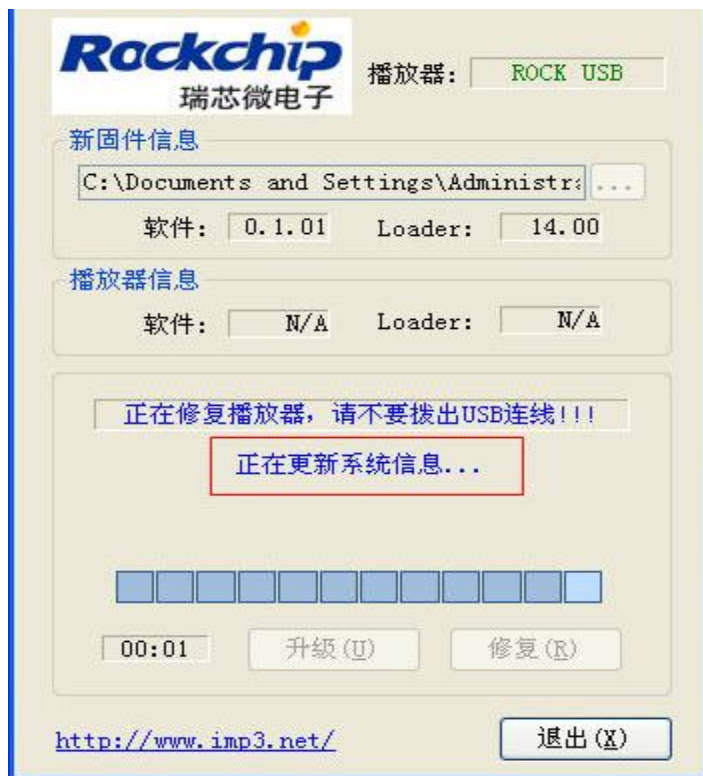 Rockchip
瑞芯微电子
播放器: ROCK USB
新固件信息
C:\Documents and Settings\Administr ...
软件: 0.1.01 Loader: 14.00
播放器信息
软件: N/A Loader: N/A
正在修复播放器，请不要拨出USB连线!!!
正在更新系统信息...
00:01 升级(U) 修复(R)
http://www.imp3.net/ 退出(X)